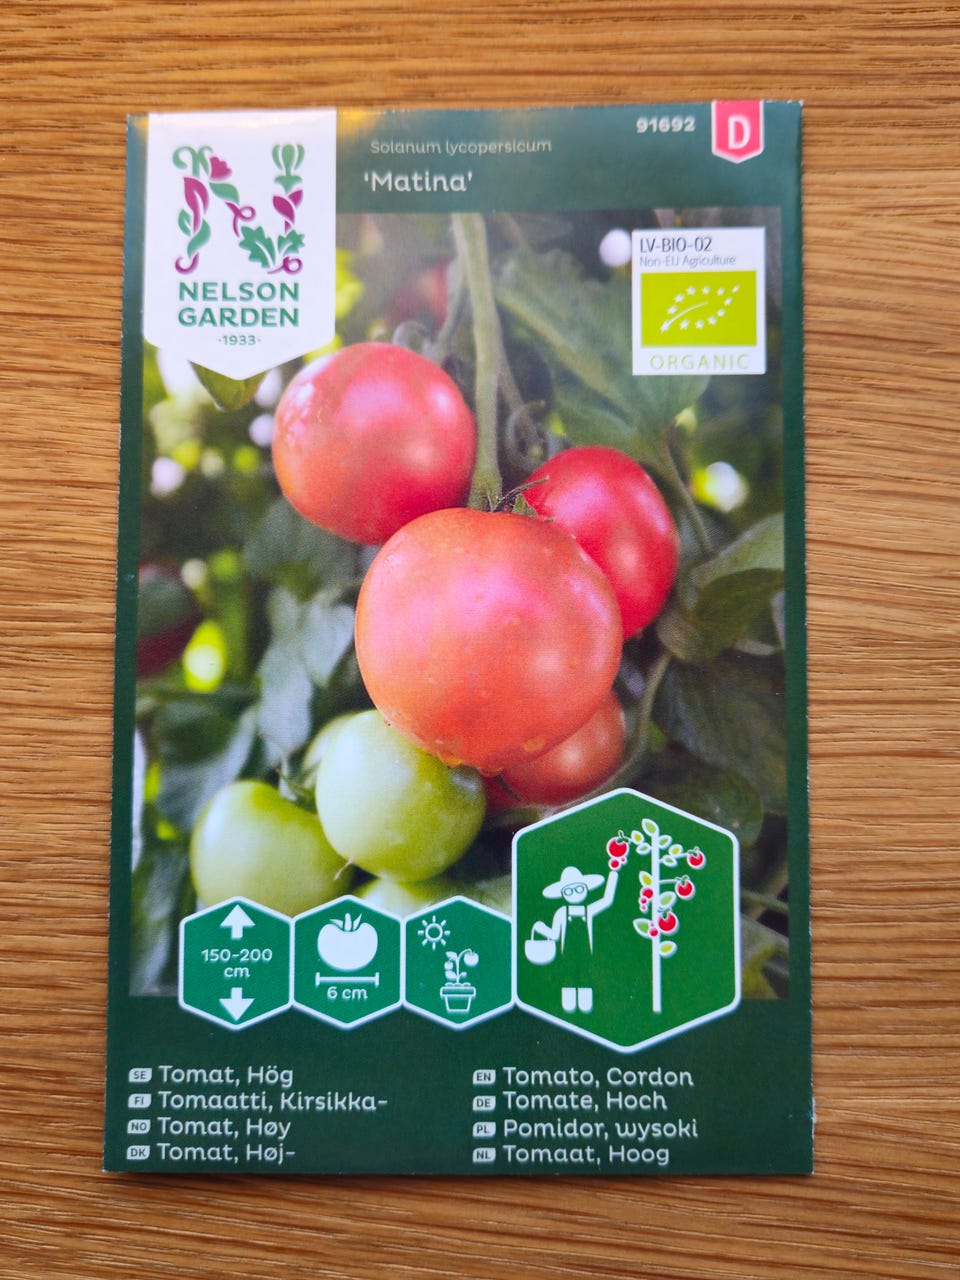 Solanum lycopersicum
'Matina'
91692
D
NELSON
GARDEN
·1933·
LV-BIO-02
Non-EU Agriculture
ORGANIC
150-200
cm
6 cm
SE Tomat, Hög
FI Tomaatti, Kirsikka-
NO Tomat, Høy
DK Tomat, Høj-
EN Tomato, Cordon
DE Tomate, Hoch
PL Pomidor, wysoki
NL Tomaat, Hoog